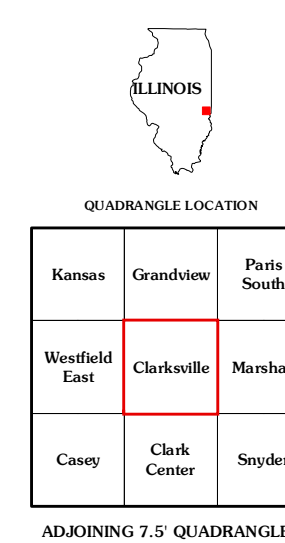 ILLINOIS
QUADRANGLE LOCATION
Kansas
Grandview
Paris
South
Westfield
East
Clarksville
Marsha
Casey
Clark
Center
Snyder
ADJOINING 7.5' QUADRANGLE